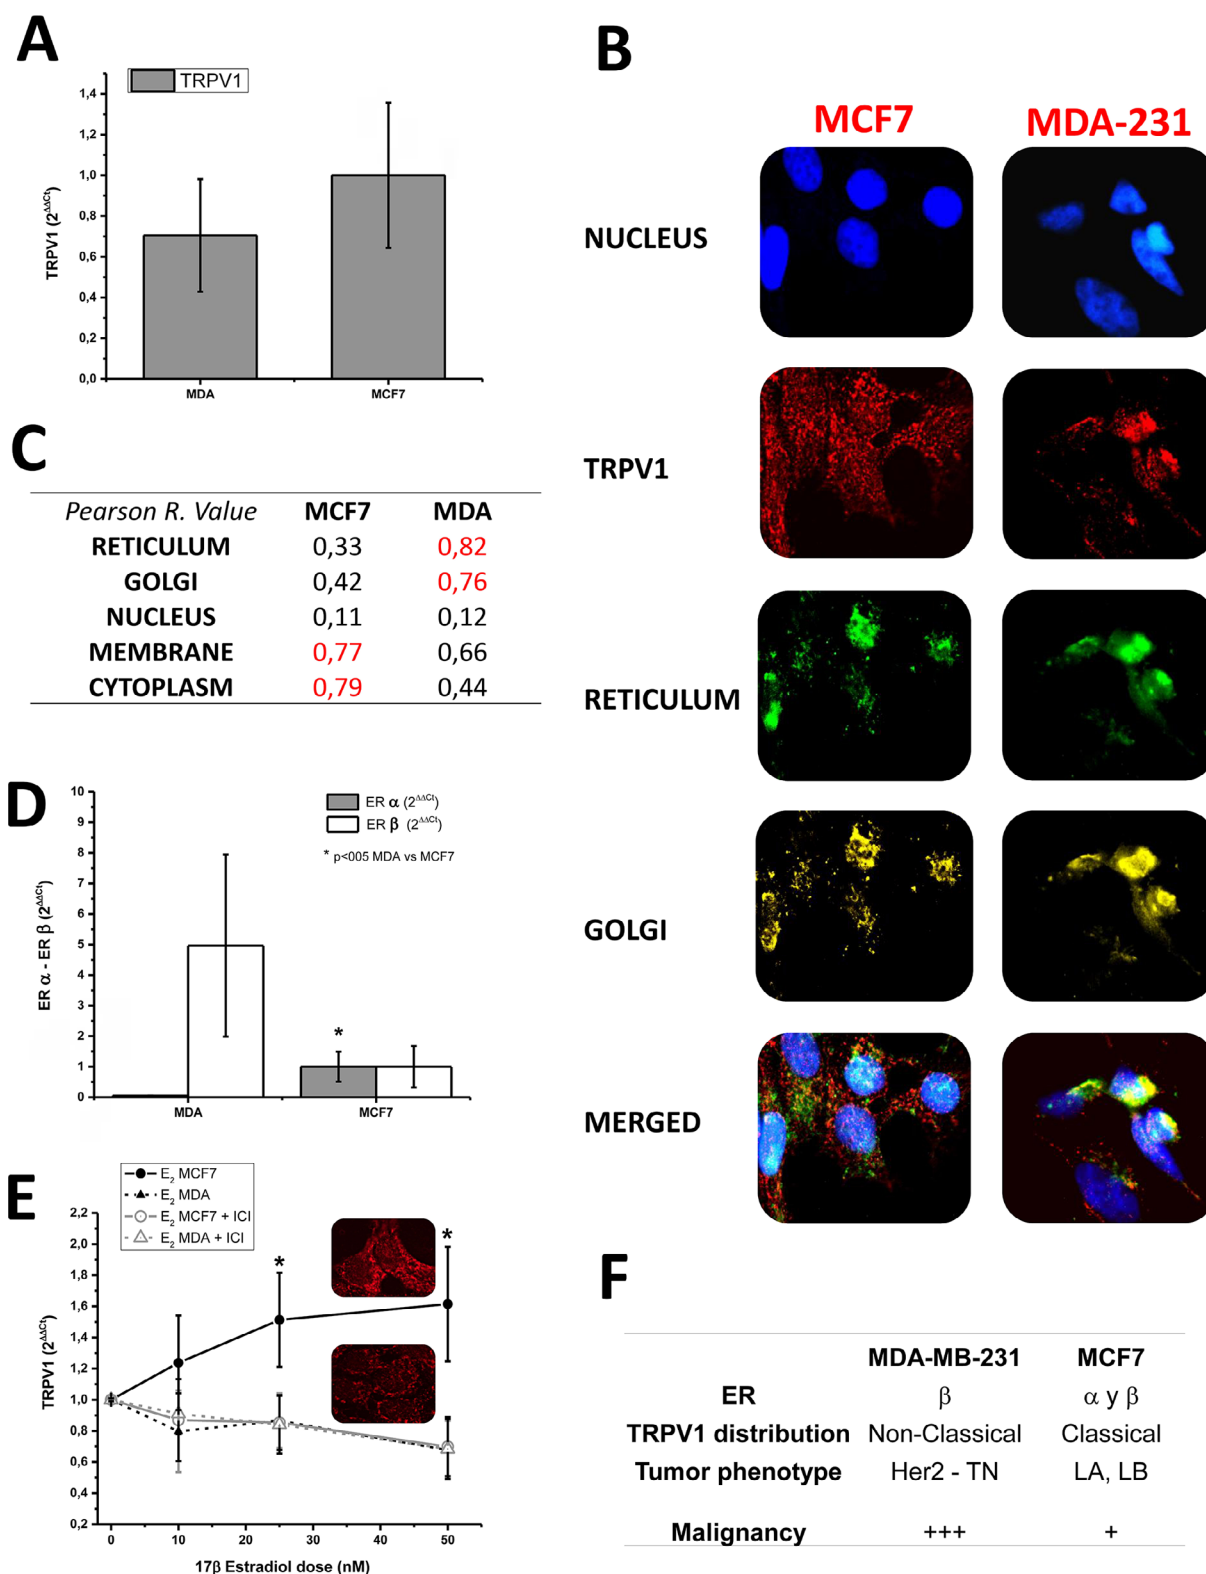 A
TRPV1
1,4
1,2
1,0
0,8
0,6
0,4
0,2
0,0
TRPV1 (2^ΔΔCt)
MDA MCF7
B
MCF7 MDA-231
NUCLEUS
TRPV1
RETICULUM
GOLGI
MERGED
C
Pearson R. Value MCF7 MDA
RETICULUM 0,33 0,82
GOLGI 0,42 0,76
NUCLEUS 0,11 0,12
MEMBRANE 0,77 0,66
CYTOPLASM 0,79 0,44
D
ER α (2^ΔΔCt)
ER β (2^ΔΔCt)
* p<005 MDA vs MCF7
10
9
8
7
6
5
4
3
2
1
0
ER α - ER β (2^ΔΔCt)
*
MDA MCF7
E
E₂ MCF7
E₂ MDA
E₂ MCF7 + ICI
E₂ MDA + ICI
2,2
2,0
1,8
1,6
1,4
1,2
1,0
0,8
0,6
0,4
0,2
TRPV1 (2^ΔΔCt)
* *
0 10 20 30 40 50
17β Estradiol dose (nM)
F
MDA-MB-231 MCF7
ER β α y β
TRPV1 distribution Non-Classical Classical
Tumor phenotype Her2 - TN LA, LB
Malignancy +++ +